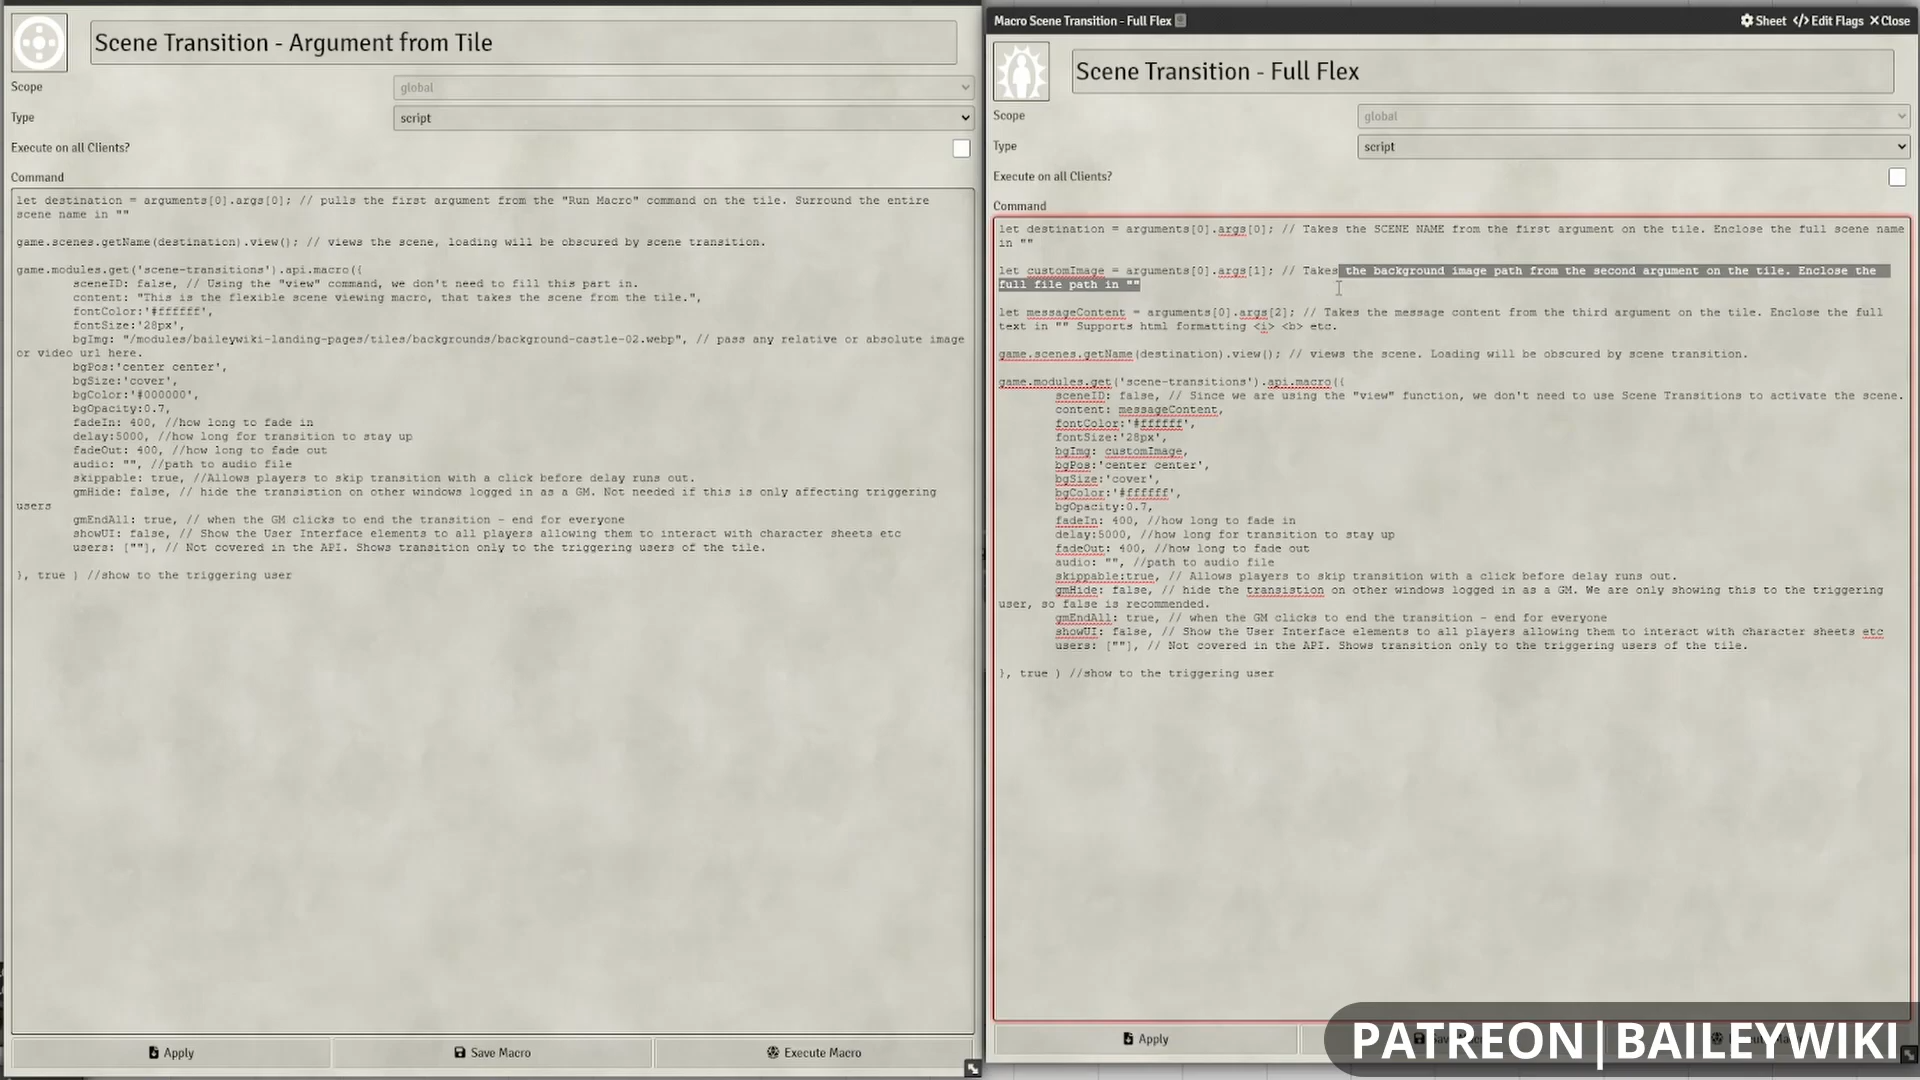 Scene Transition - Argument from Tile
Scope
global
Type
script
Execute on all Clients?
Command
let destination = arguments[0].args[0]; // pulls the first argument from the "Run Macro" command on the tile. Surround the entire
scene name in ""
game.scenes.getName(destination).view(); // views the scene, loading will be obscured by scene transition.
game.modules.get('scene-transitions').api.macro({
sceneID: false, // Using the "view" command, we don't need to fill this part in.
content: "This is the flexible scene viewing macro, that takes the scene from the tile.",
fontColor:'#ffffff',
fontSize:'28px',
bgImg: "/modules/baileywiki-landing-pages/tiles/backgrounds/background-castle-02.webp", // pass any relative or absolute image
or video url here.
bgPos:'center center',
bgSize:'cover',
bgColor:'#000000',
bgOpacity:0.7,
fadeIn: 400, //how long to fade in
delay:5000, //how long for transition to stay up
fadeOut: 400, //how long to fade out
audio: "", //path to audio file
skippable: true, //Allows players to skip transition with a click before delay runs out.
gmHide: false, // hide the transistion on other windows logged in as a GM. Not needed if this is only affecting triggering
users
gmEndAll: true, // when the GM clicks to end the transition - end for everyone
showUI: false, // Show the User Interface elements to all players allowing them to interact with character sheets etc
users: [""], // Not covered in the API. Shows transition only to the triggering users of the tile.
}, true ) //show to the triggering user
Apply
Save Macro
Execute Macro
Macro Scene Transition - Full Flex
Sheet
Edit Flags
Close
Scene Transition - Full Flex
Scope
global
Type
script
Execute on all Clients?
Command
let destination = arguments[0].args[0]; // Takes the SCENE NAME from the first argument on the tile. Enclose the full scene name
in ""
let customImage = arguments[0].args[1]; // Takes the background image path from the second argument on the tile. Enclose the
full file path in ""
let messageContent = arguments[0].args[2]; // Takes the message content from the third argument on the tile. Enclose the full
text in "" Supports html formatting <i> <b> etc.
game.scenes.getName(destination).view(); // views the scene. Loading will be obscured by scene transition.
game.modules.get('scene-transitions').api.macro({
sceneID: false, // Since we are using the "view" function, we don't need to use Scene Transitions to activate the scene.
content: messageContent,
fontColor:'#ffffff',
fontSize:'28px',
bgImg: customImage,
bgPos:'center center',
bgSize:'cover',
bgColor:'#ffffff',
bgOpacity:0.7,
fadeIn: 400, //how long to fade in
delay:5000, //how long for transition to stay up
fadeOut: 400, //how long to fade out
audio: "", //path to audio file
skippable:true, // Allows players to skip transition with a click before delay runs out.
gmHide: false, // hide the transistion on other windows logged in as a GM. We are only showing this to the triggering
user, so false is recommended.
gmEndAll: true, // when the GM clicks to end the transition - end for everyone
showUI: false, // Show the User Interface elements to all players allowing them to interact with character sheets etc
users: [""], // Not covered in the API. Shows transition only to the triggering users of the tile.
}, true ) //show to the triggering user
Apply
PATREON|BAILEYWIKI